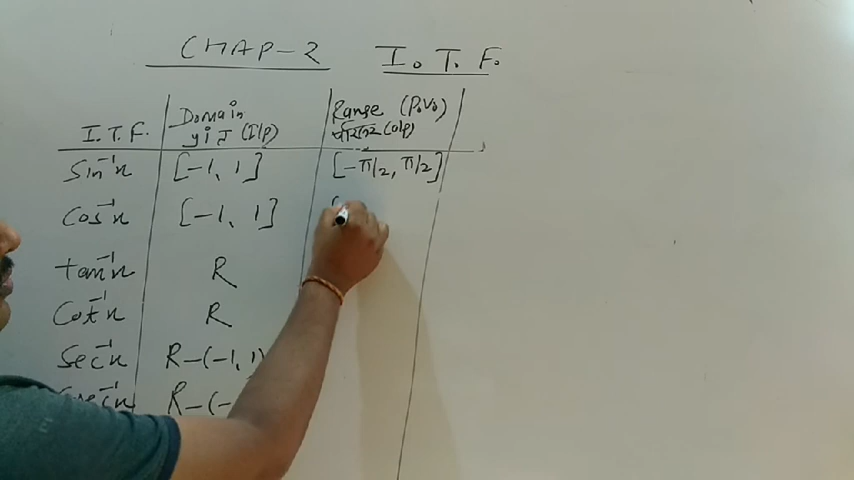 CHAP-2 I.T.F.
I.T.F. Domain प्रांत (I/p) Range (P.V.) परिसर (O/p)
Sin⁻¹x [-1, 1] [-π/2, π/2]
Cos⁻¹x [-1, 1] [
tan⁻¹x R
Cot⁻¹x R
Sec⁻¹x R-(-1, 1)
R-(-